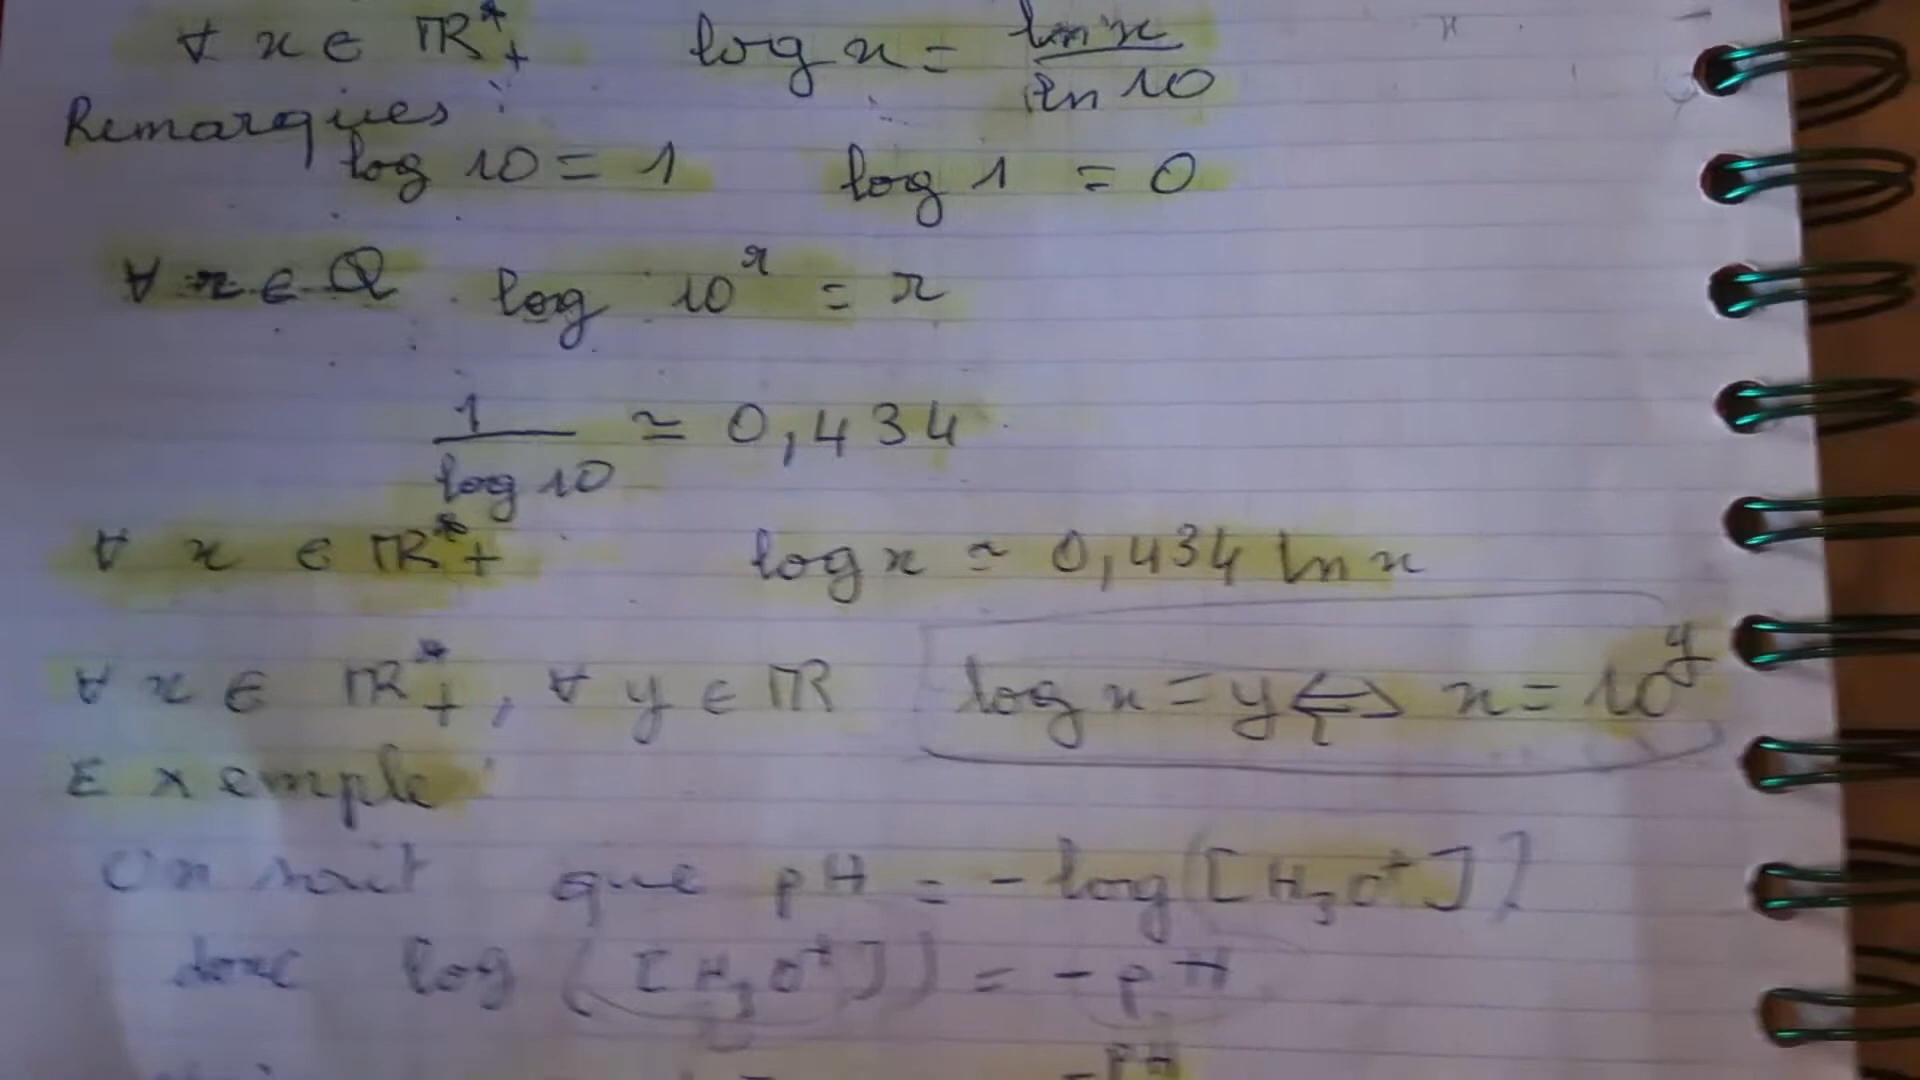 ∀ x ∈ ℝ*₊ log x = ln x / ln 10
Remarques :
log 10 = 1 log 1 = 0
∀ r ∈ ℚ log 10^r = r
1 / log 10 ≃ 0,434
∀ x ∈ ℝ*₊ log x ≃ 0,434 ln x
∀ x ∈ ℝ*₊, ∀ y ∈ ℝ log x = y ⟺ x = 10^y
Exemple :
On sait que pH = -log([H₃O⁺])
donc log([H₃O⁺]) = -pH
-pH